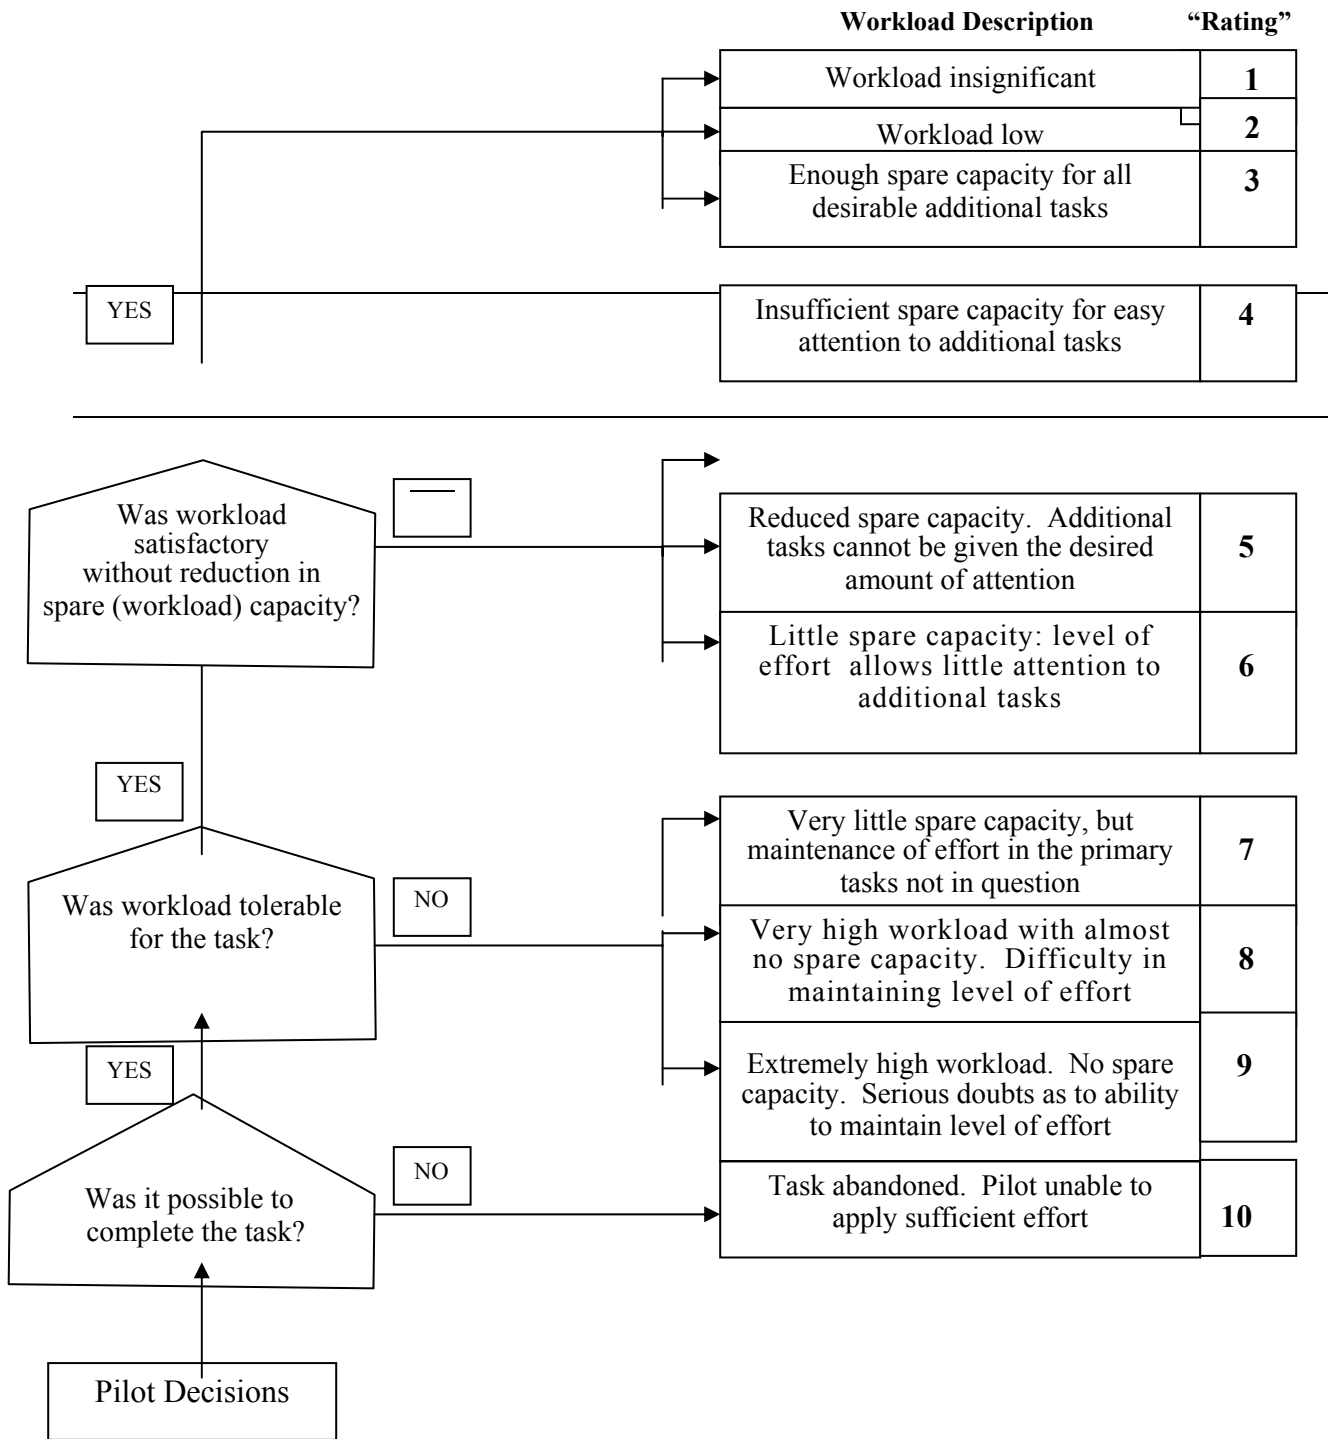 Workload Description “Rating”
Workload insignificant 1
Workload low 2
Enough spare capacity for all
desirable additional tasks
3
YES
Insufficient spare capacity for easy
attention to additional tasks
4
Was workload
satisfactory
without reduction in
spare (workload) capacity?
Reduced spare capacity. Additional
tasks cannot be given the desired
amount of attention
5
Little spare capacity: level of
effort allows little attention to
additional tasks
6
YES
Was workload tolerable
for the task?
NO
Very little spare capacity, but
maintenance of effort in the primary
tasks not in question
7
Very high workload with almost
no spare capacity. Difficulty in
maintaining level of effort
8
YES
Extremely high workload. No spare
capacity. Serious doubts as to ability
to maintain level of effort
9
Was it possible to
complete the task?
NO
Task abandoned. Pilot unable to
apply sufficient effort
10
Pilot Decisions